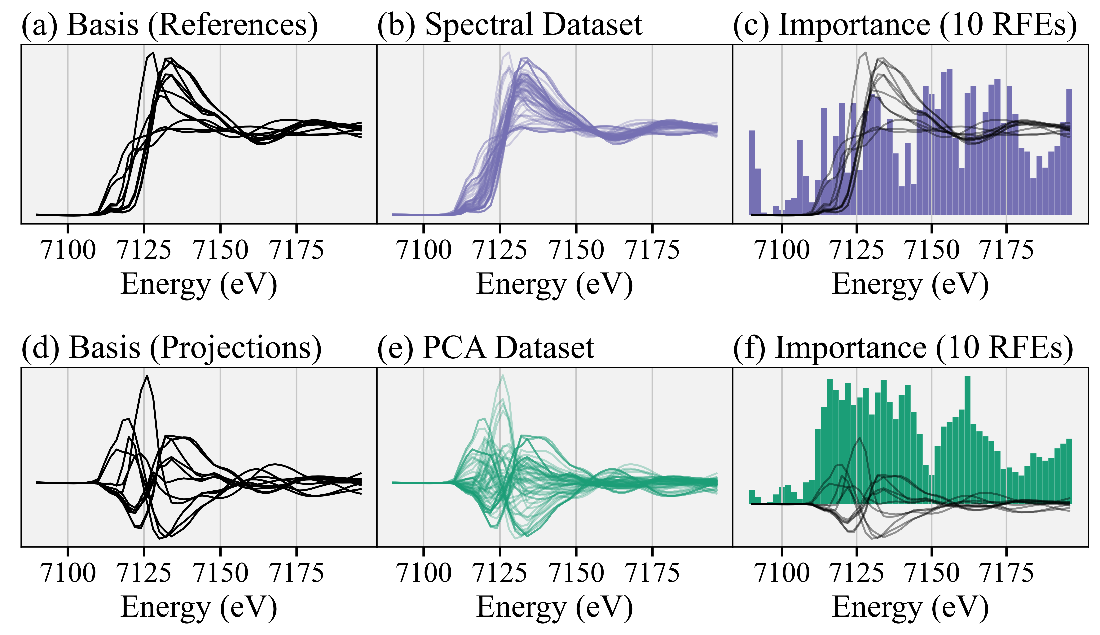 (a) Basis (References)
(b) Spectral Dataset
(c) Importance (10 RFEs)
7100 7125 7150 7175
7100 7125 7150 7175
7100 7125 7150 7175
Energy (eV)
Energy (eV)
Energy (eV)
(d) Basis (Projections)
(e) PCA Dataset
(f) Importance (10 RFEs)
7100 7125 7150 7175
7100 7125 7150 7175
7100 7125 7150 7175
Energy (eV)
Energy (eV)
Energy (eV)